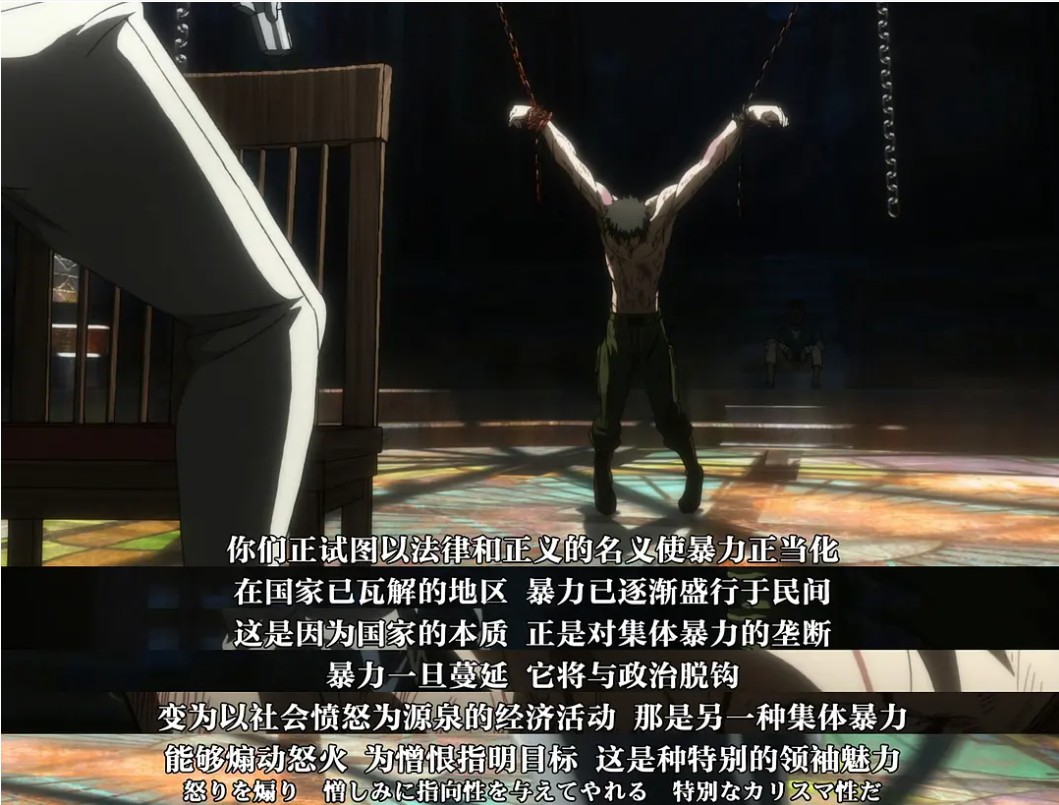 你们正试图以法律和正义的名义使暴力正当化
在国家已瓦解的地区 暴力已逐渐盛行于民间
这是因为国家的本质 正是对集体暴力的垄断
暴力一旦蔓延 它将与政治脱钩
变为以社会愤怒为源泉的经济活动 那是另一种集体暴力
能够煽动怒火 为憎恨指明目标 这是种特别的领袖魅力
怒りを煽り 憎しみに指向性を与えてやれる 特別なカリスマ性だ